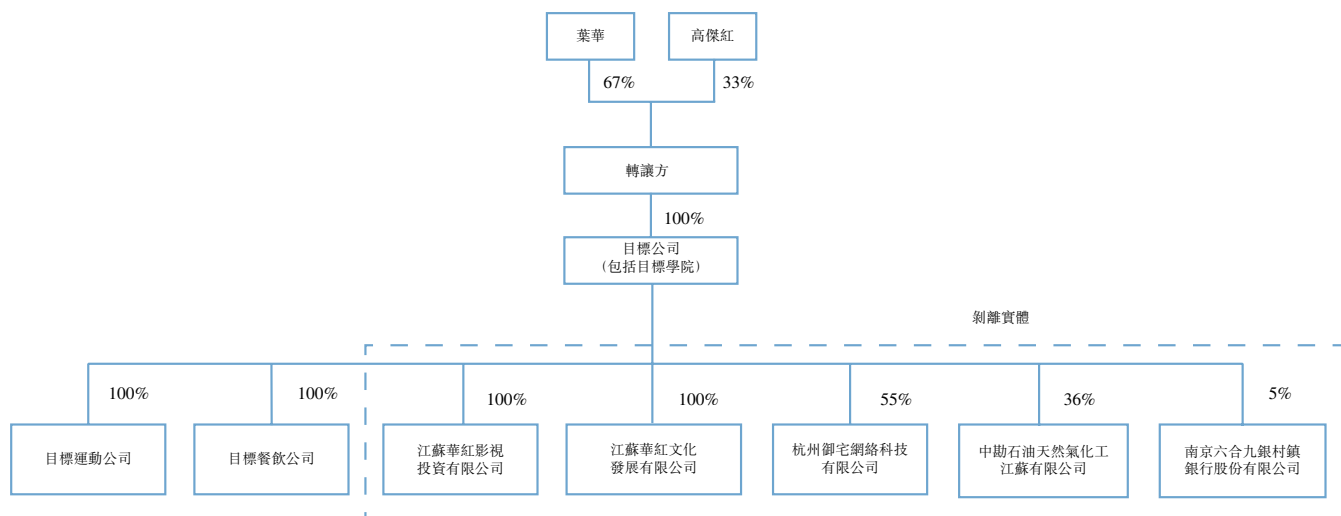 葉華
高傑紅
67%
33%
轉讓方
100%
目標公司
(包括目標學院)
剝離實體
100%
100%
100%
100%
55%
36%
5%
目標運動公司
目標餐飲公司
江蘇華紅影視
投資有限公司
江蘇華紅文化
發展有限公司
杭州御宅網絡科技
有限公司
中勘石油天然氣化工
江蘇有限公司
南京六合九銀村鎮
銀行股份有限公司